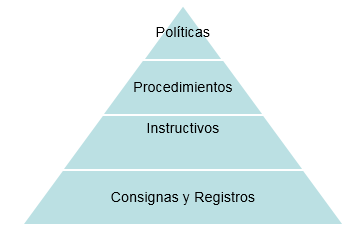 Políticas
Procedimientos
Instructivos
Consignas y Registros